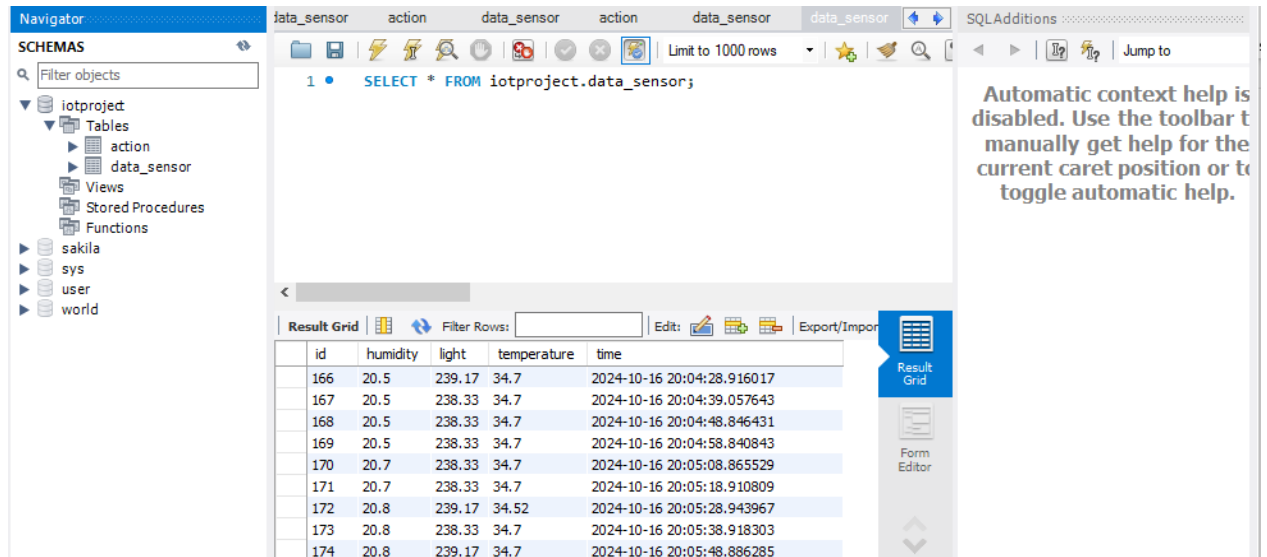 Navigator
SCHEMAS
Filter objects
iotproject
Tables
action
data_sensor
Views
Stored Procedures
Functions
sakila
sys
user
world
data_sensor action data_sensor action data_sensor data_sensor
Limit to 1000 rows
1 SELECT * FROM iotproject.data_sensor;
Result Grid Filter Rows: Edit: Export/Impor
id humidity light temperature time
166 20.5 239.17 34.7 2024-10-16 20:04:28.916017
167 20.5 238.33 34.7 2024-10-16 20:04:39.057643
168 20.5 238.33 34.7 2024-10-16 20:04:48.846431
169 20.5 238.33 34.7 2024-10-16 20:04:58.840843
170 20.7 238.33 34.7 2024-10-16 20:05:08.865529
171 20.7 238.33 34.7 2024-10-16 20:05:18.910809
172 20.8 239.17 34.52 2024-10-16 20:05:28.943967
173 20.8 238.33 34.7 2024-10-16 20:05:38.918303
174 20.8 239.17 34.7 2024-10-16 20:05:48.886285
Result
Grid
Form
Editor
SQLAdditions
Jump to
Automatic context help is
disabled. Use the toolbar t
manually get help for the
current caret position or to
toggle automatic help.